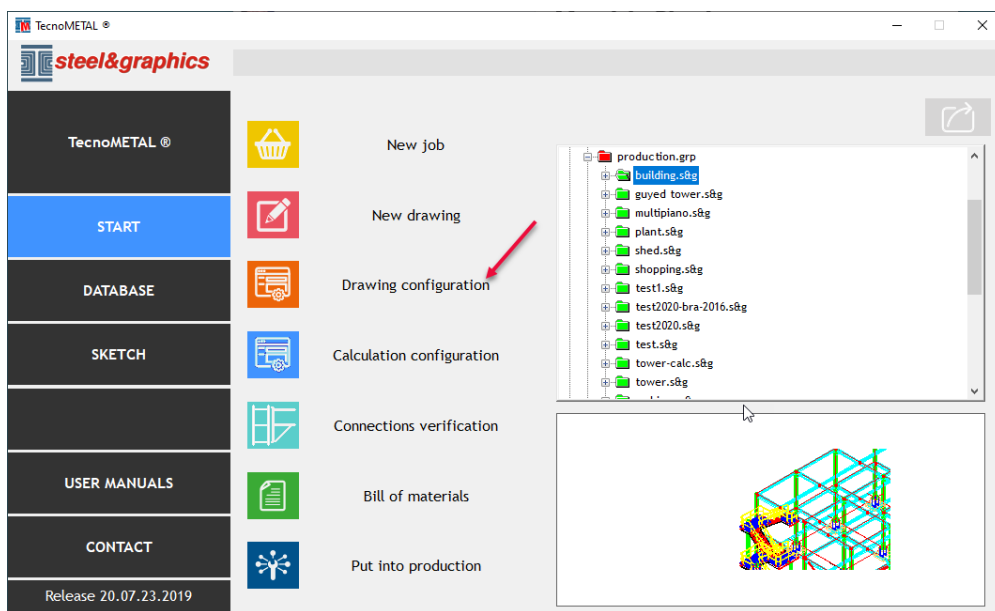 TecnoMETAL ®
steel&graphics
TecnoMETAL ®
START
DATABASE
SKETCH
USER MANUALS
CONTACT
Release 20.07.23.2019
New job
New drawing
Drawing configuration
Calculation configuration
Connections verification
Bill of materials
Put into production
production.grp
building.s&g
guyed tower.s&g
multipiano.s&g
plant.s&g
shed.s&g
shopping.s&g
test1.s&g
test2020-bra-2016.s&g
test2020.s&g
test.s&g
tower-calc.s&g
tower.s&g